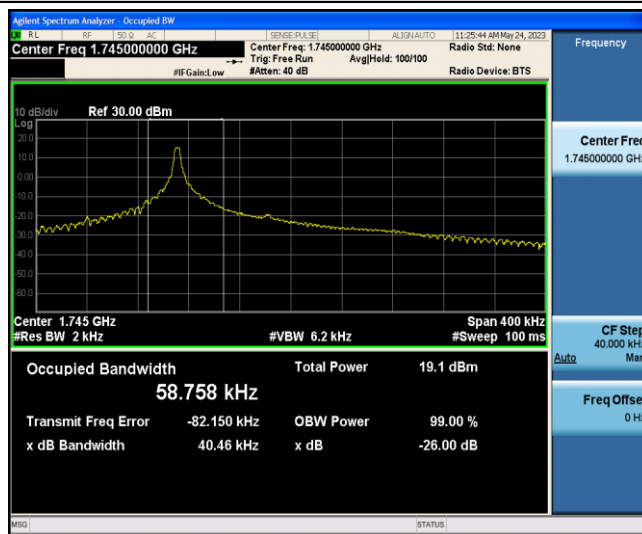 Agilent Spectrum Analyzer - Occupied BW
RL RF 50 Ω AC SENSE:PULSE ALIGN AUTO 11:25:44 AM May 24, 2023
Center Freq 1.745000000 GHz
Center Freq: 1.745000000 GHz
Radio Std: None
Trig: Free Run Avg|Hold: 100/100
#IFGain:Low
#Atten: 40 dB
Radio Device: BTS
Frequency
10 dB/div Ref 30.00 dBm
Log
20.0
10.0
0.00
-10.0
-20.0
-30.0
-40.0
-50.0
-60.0
Center 1.745 GHz
Span 400 kHz
#Res BW 2 kHz
#VBW 6.2 kHz
#Sweep 100 ms
Occupied Bandwidth
58.758 kHz
Total Power 19.1 dBm
Transmit Freq Error -82.150 kHz
OBW Power 99.00 %
x dB Bandwidth 40.46 kHz
x dB -26.00 dB
Center Freq
1.745000000 GHz
CF Step
40.000 kHz
Auto Man
Freq Offse
0 Hz
MSG
STATUS